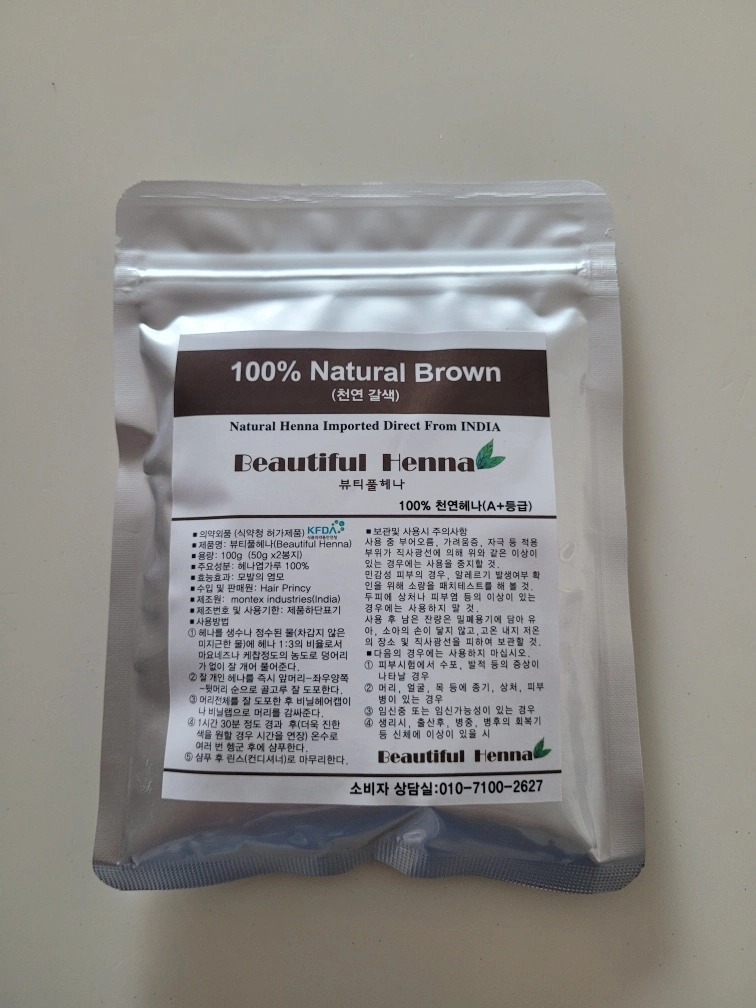 100% Natural Brown
(천연 갈색)
Natural Henna Imported Direct From INDIA
Beautiful Henna
뷰티풀헤나
100% 천연헤나(A+등급)
■ 의약외품 (식약청 허가제품) KFDA
■ 제품명: 뷰티풀헤나(Beautiful Henna)
■ 용량: 100g (50g x2봉지)
■ 주요성분: 헤나엽가루 100%
■ 효능효과: 모발의 염모
■ 수입 및 판매원: Hair Princy
■ 제조원: montex industries(India)
■ 제조번호 및 사용기한: 제품하단표기
■ 사용방법
① 헤나를 생수나 정수된 물(차갑지 않은
미지근한 물)에 헤나 1:3의 비율로서
마요네즈나 케찹정도의 농도로 덩어리
가 없이 잘 개어 풀어준다.
② 잘 개인 헤나를 즉시 앞머리-좌우양쪽
-뒷머리 순으로 골고루 잘 도포한다.
③ 머리전체를 잘 도포한 후 비닐헤어캡이
나 비닐랩으로 머리를 감싸준다.
④ 1시간 30분 정도 경과 후(더욱 진한
색을 원할 경우 시간을 연장) 온수로
여러 번 헹군 후에 샴푸한다.
⑤ 샴푸 후 린스(컨디셔너)로 마무리한다.
■ 보관및 사용시 주의사항
사용 중 부어오름, 가려움증, 자극 등 적용
부위가 직사광선에 의해 위와 같은 이상이
있는 경우에는 사용을 중지할 것.
민감성 피부의 경우, 알레르기 발생여부 확
인을 위해 소량을 패치테스트를 해 볼 것.
두피에 상처나 피부염 등의 이상이 있는
경우에는 사용하지 말 것.
사용 후 남은 잔량은 밀폐용기에 담아 유
아, 소아의 손이 닿지 않고,고온 내지 저온
의 장소 및 직사광선을 피하여 보관할 것.
■ 다음의 경우에는 사용하지 마십시오.
① 피부시험에서 수포, 발적 등의 증상이
나타날 경우
② 머리, 얼굴, 목 등에 종기, 상처, 피부
병이 있는 경우
③ 임신중 또는 임신가능성이 있는 경우
④ 생리시, 출산후, 병중, 병후의 회복기
등 신체에 이상이 있을 시
Beautiful Henna
소비자 상담실:010-7100-2627